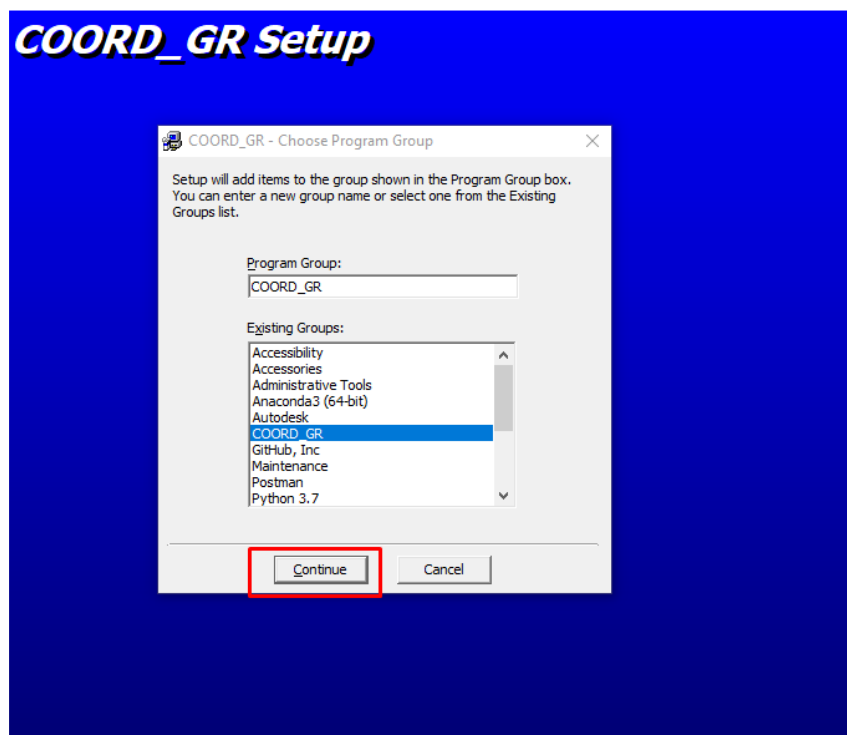 COORD_GR Setup
COORD_GR - Choose Program Group
Setup will add items to the group shown in the Program Group box.
You can enter a new group name or select one from the Existing
Groups list.
Program Group:
COORD_GR
Existing Groups:
Accessibility
Accessories
Administrative Tools
Anaconda3 (64-bit)
Autodesk
COORD_GR
GitHub, Inc
Maintenance
Postman
Python 3.7
Continue
Cancel